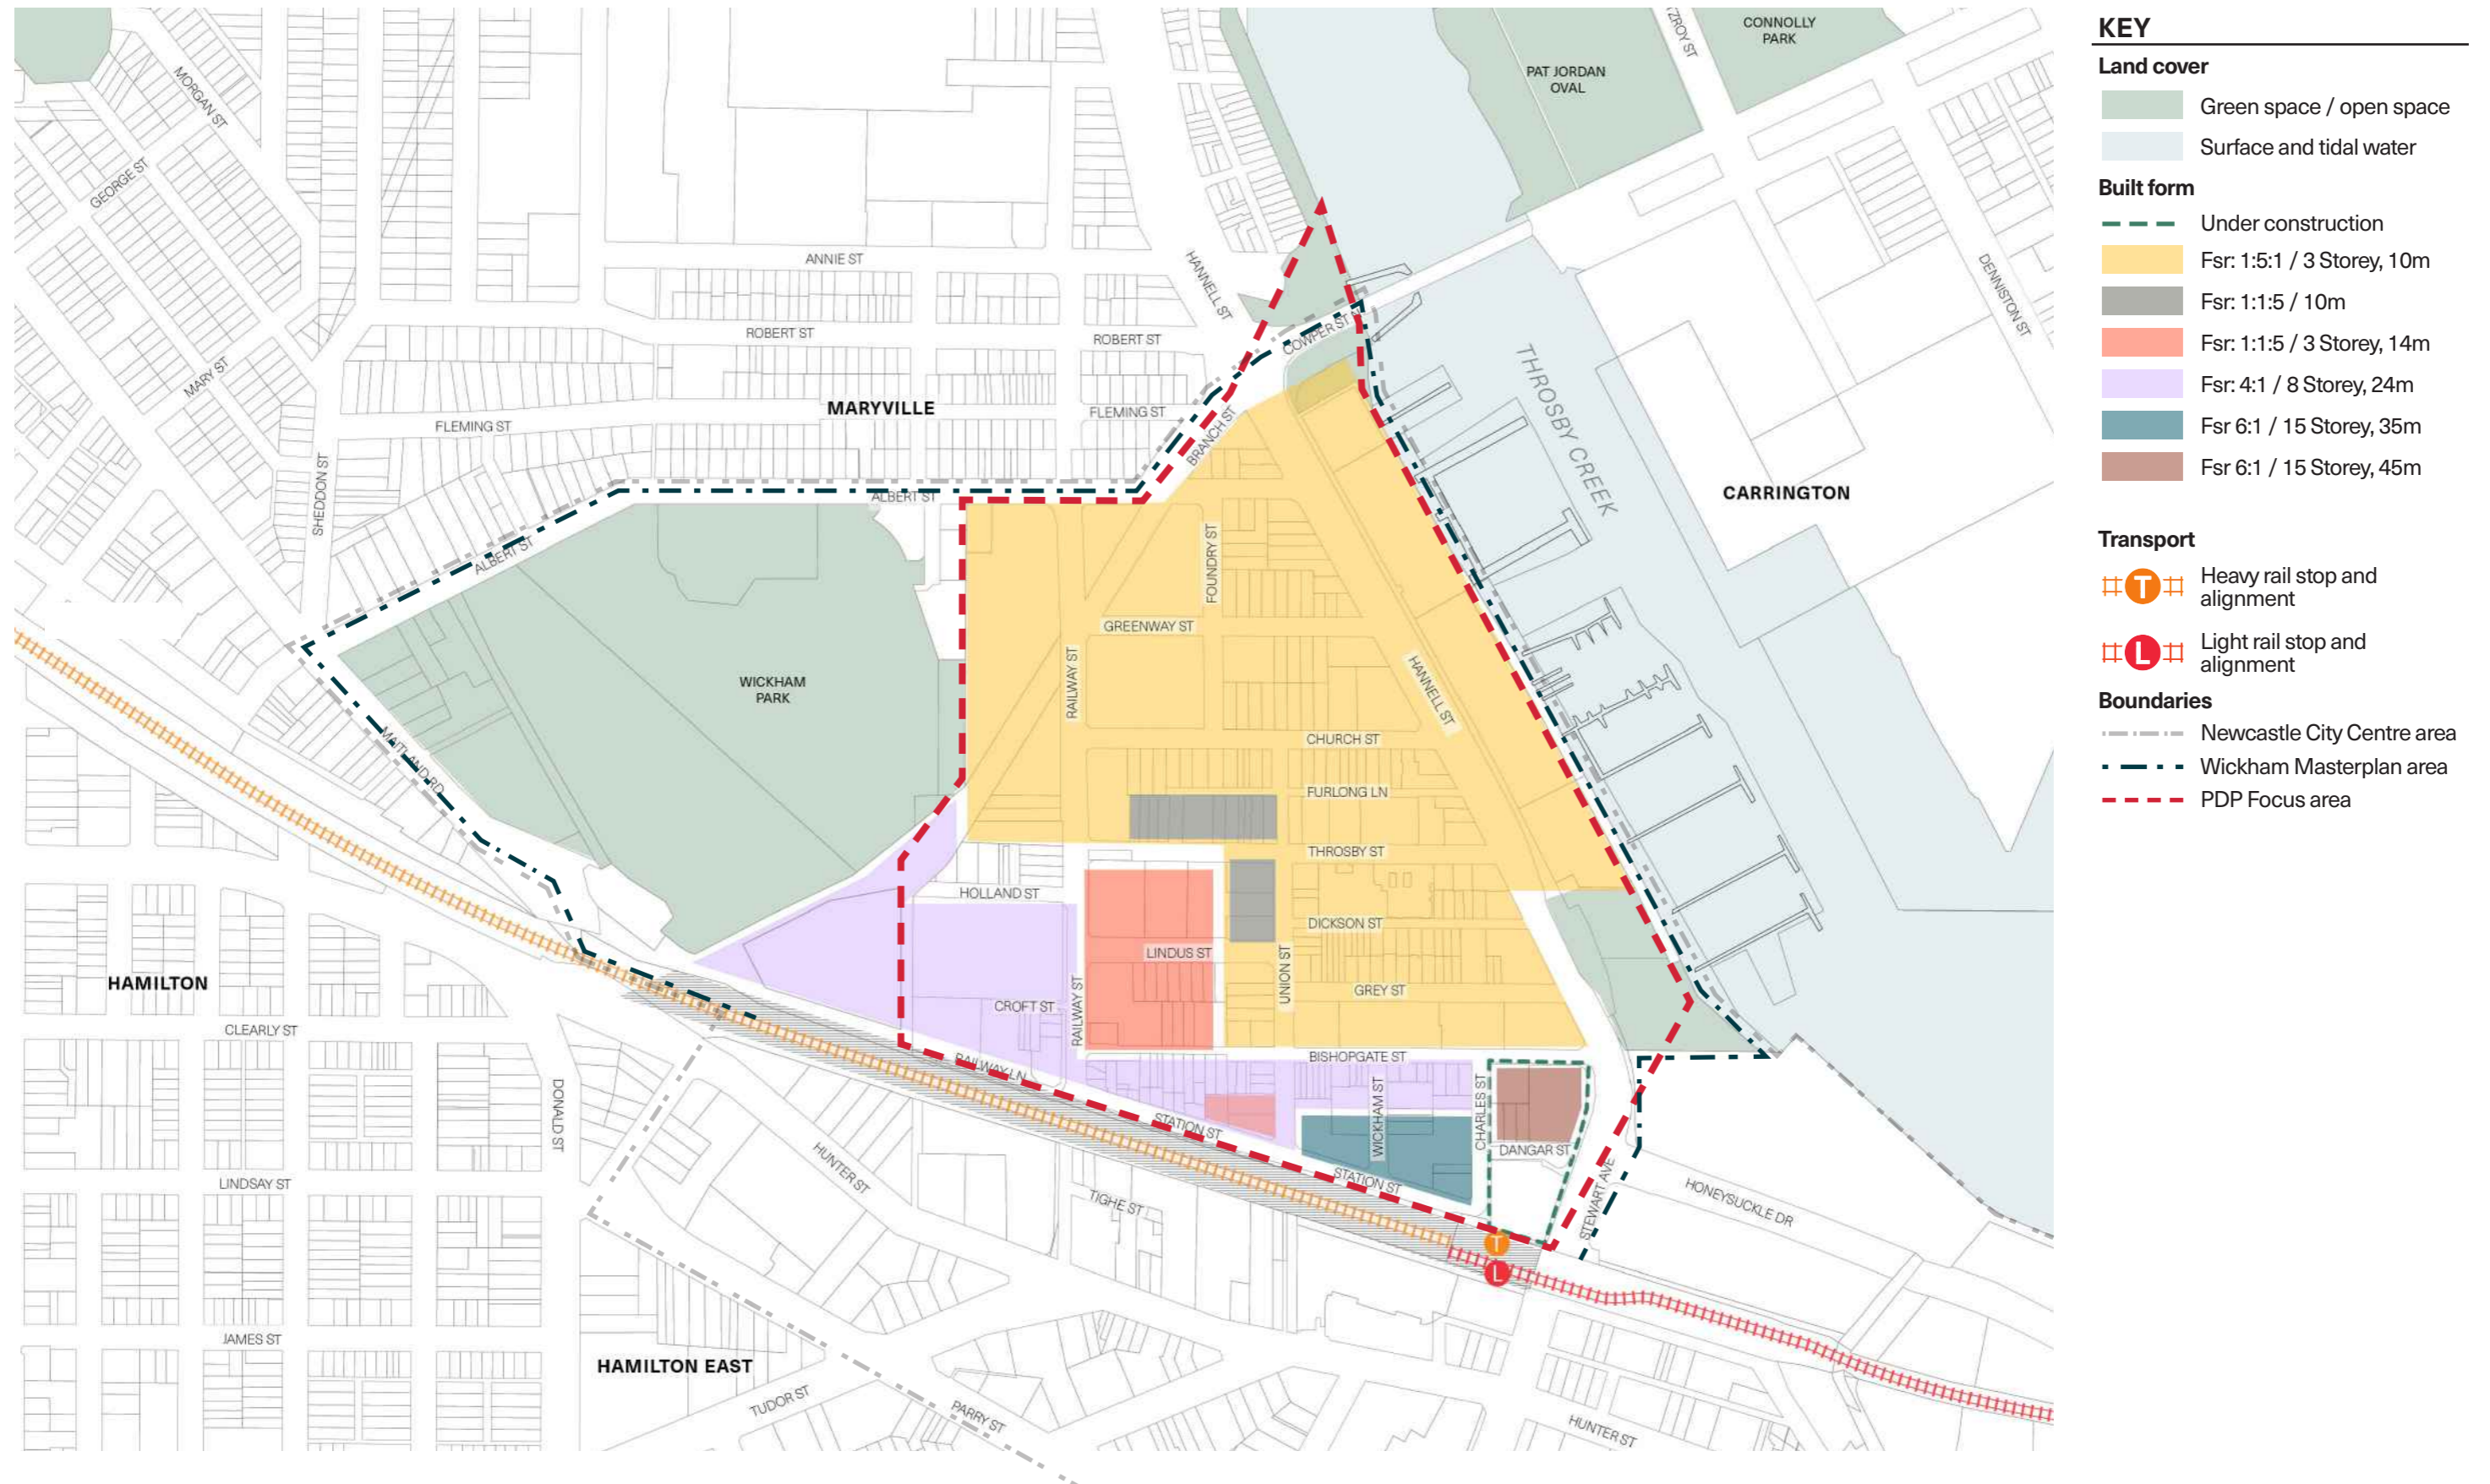 CONNOLLY
PARK
PAT JORDAN
OVAL
MORGAN ST
GEORGE ST
MARY ST
ANNIE ST
HANNELL ST
ROBERT ST
ROBERT ST
COWPER ST N
DENNISTON ST
MARYVILLE
FLEMING ST
FLEMING ST
BRANCH ST
THROSBY CREEK
SHEDDON ST
ALBERT ST
ALBERT ST
CARRINGTON
FOUNDRY ST
GREENWAY ST
RAILWAY ST
HANNELL ST
WICKHAM
PARK
MAITLAND RD
CHURCH ST
FURLONG LN
THROSBY ST
HOLLAND ST
DICKSON ST
LINDUS ST
UNION ST
GREY ST
CROFT ST
RAILWAY ST
HAMILTON
CLEARLY ST
BISHOPGATE ST
RAILWAY LN
WICKHAM ST
CHARLES ST
DONALD ST
STATION ST
DANGAR ST
STATION ST
STEWART AVE
HUNTER ST
LINDSAY ST
TIGHE ST
HONEYSUCKLE DR
T
L
JAMES ST
HAMILTON EAST
TUDOR ST
PARRY ST
HUNTER ST
KEY
Land cover
Green space / open space
Surface and tidal water
Built form
Under construction
Fsr: 1:5:1 / 3 Storey, 10m
Fsr: 1:1:5 / 10m
Fsr: 1:1:5 / 3 Storey, 14m
Fsr: 4:1 / 8 Storey, 24m
Fsr 6:1 / 15 Storey, 35m
Fsr 6:1 / 15 Storey, 45m
Transport
T
Heavy rail stop and
alignment
L
Light rail stop and
alignment
Boundaries
Newcastle City Centre area
Wickham Masterplan area
PDP Focus area